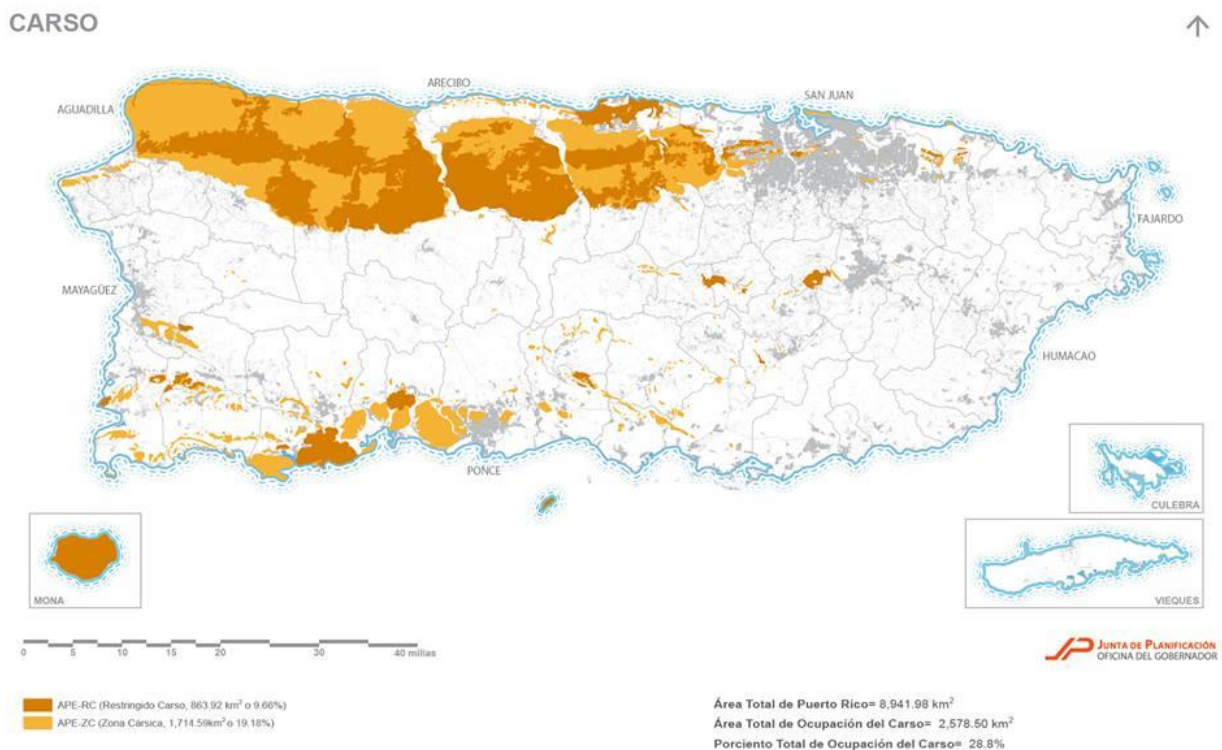 CARSO
ARECIBO
AGUADILLA
SAN JUAN
FAJARDO
MAYAGÜEZ
HUMACAO
PONCE
CULEBRA
MONA
VIEQUES
0 5 10 15 20 30 40 millas
JP JUNTA DE PLANIFICACIÓN
OFICINA DEL GOBERNADOR
APE-RC (Restringido Carso, 863.92 km² o 9.66%)
APE-ZC (Zona Cársica, 1,714.59km² o 19.18%)
Área Total de Puerto Rico= 8,941.98 km²
Área Total de Ocupación del Carso= 2,578.50 km²
Porciento Total de Ocupación del Carso= 28.8%